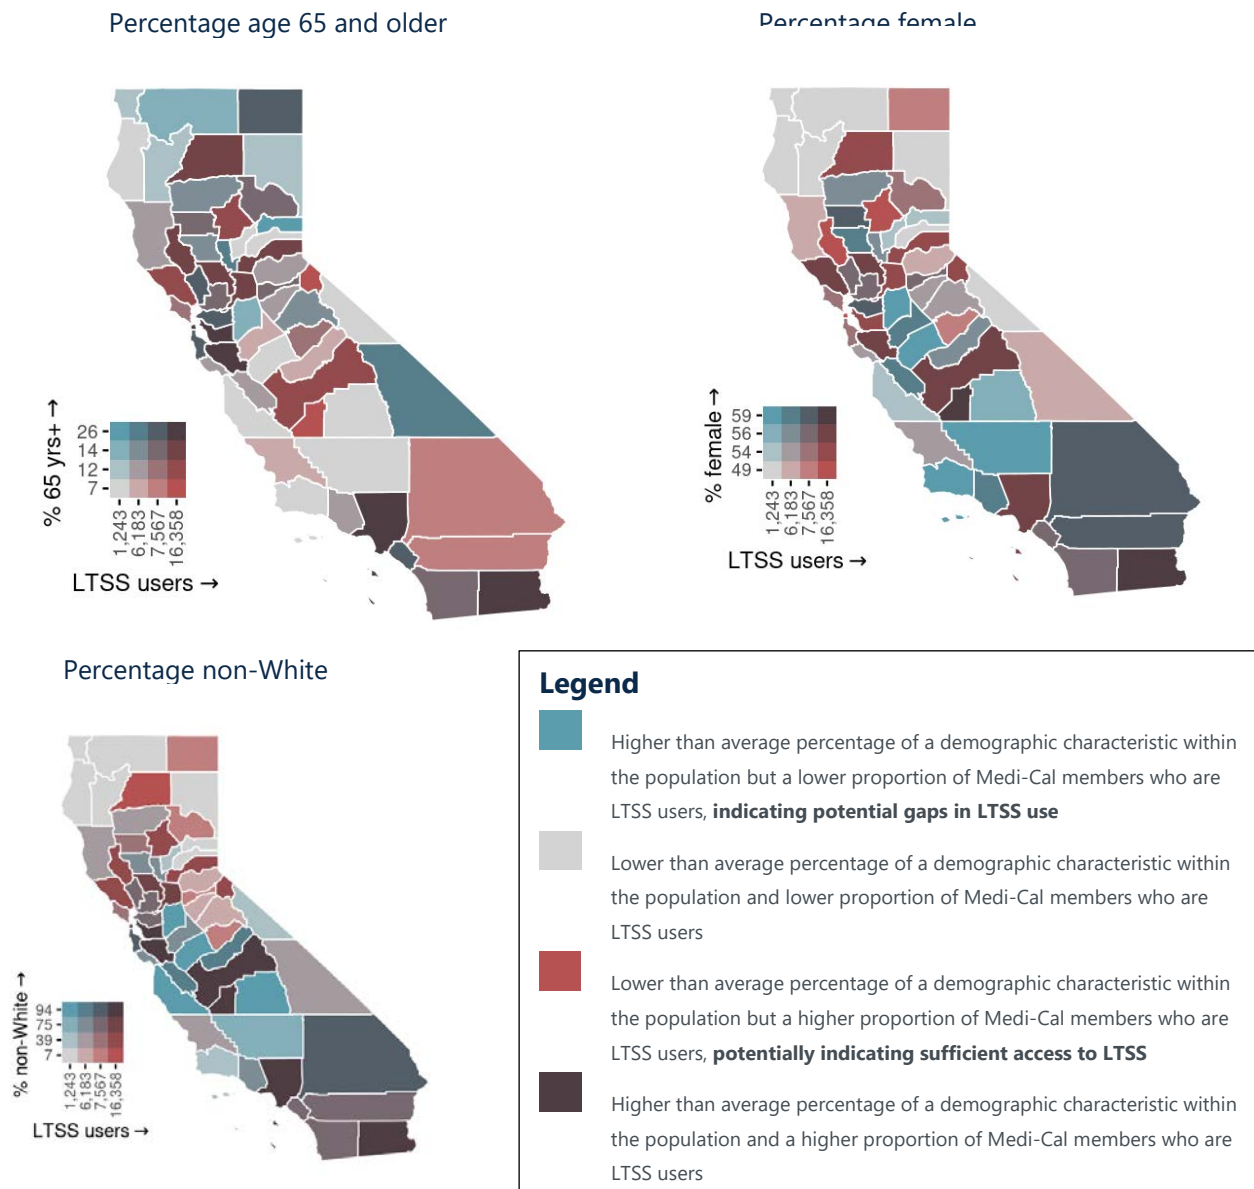 Percentage age 65 and older
Percentage female
% 65 yrs+ →
26
14
12
7
1,243
6,183
7,567
16,358
LTSS users →
% female →
59
56
54
49
1,243
6,183
7,567
16,358
LTSS users →
Percentage non-White
% non-White →
94
75
39
7
1,243
6,183
7,567
16,358
LTSS users →
Legend
Higher than average percentage of a demographic characteristic within
the population but a lower proportion of Medi-Cal members who are
LTSS users, indicating potential gaps in LTSS use
Lower than average percentage of a demographic characteristic within
the population and lower proportion of Medi-Cal members who are
LTSS users
Lower than average percentage of a demographic characteristic within
the population but a higher proportion of Medi-Cal members who are
LTSS users, potentially indicating sufficient access to LTSS
Higher than average percentage of a demographic characteristic within
the population and a higher proportion of Medi-Cal members who are
LTSS users